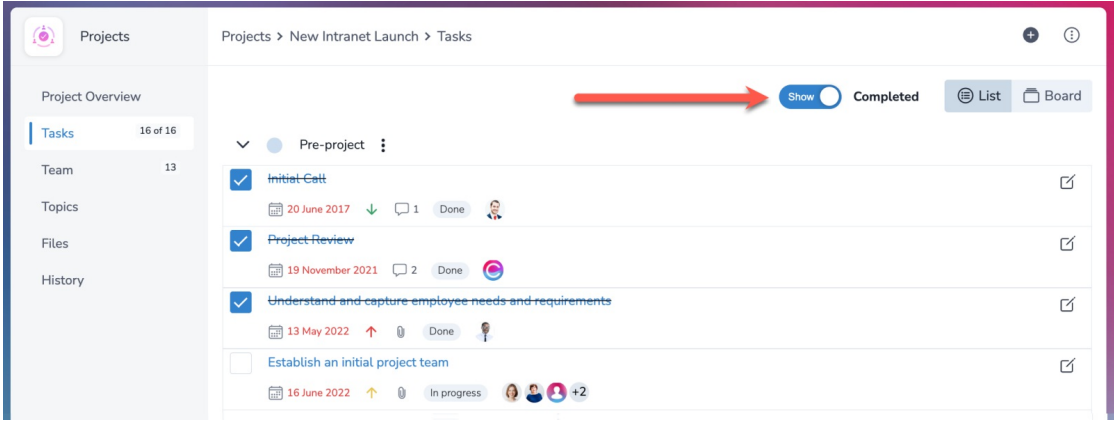 Projects
Projects > New Intranet Launch > Tasks
Show Completed
List
Board
Project Overview
Tasks 16 of 16
Team 13
Topics
Files
History
Pre-project
Initial Call
20 June 2017 1 Done
Project Review
19 November 2021 2 Done
Understand and capture employee needs and requirements
13 May 2022 Done
Establish an initial project team
16 June 2022 In progress +2